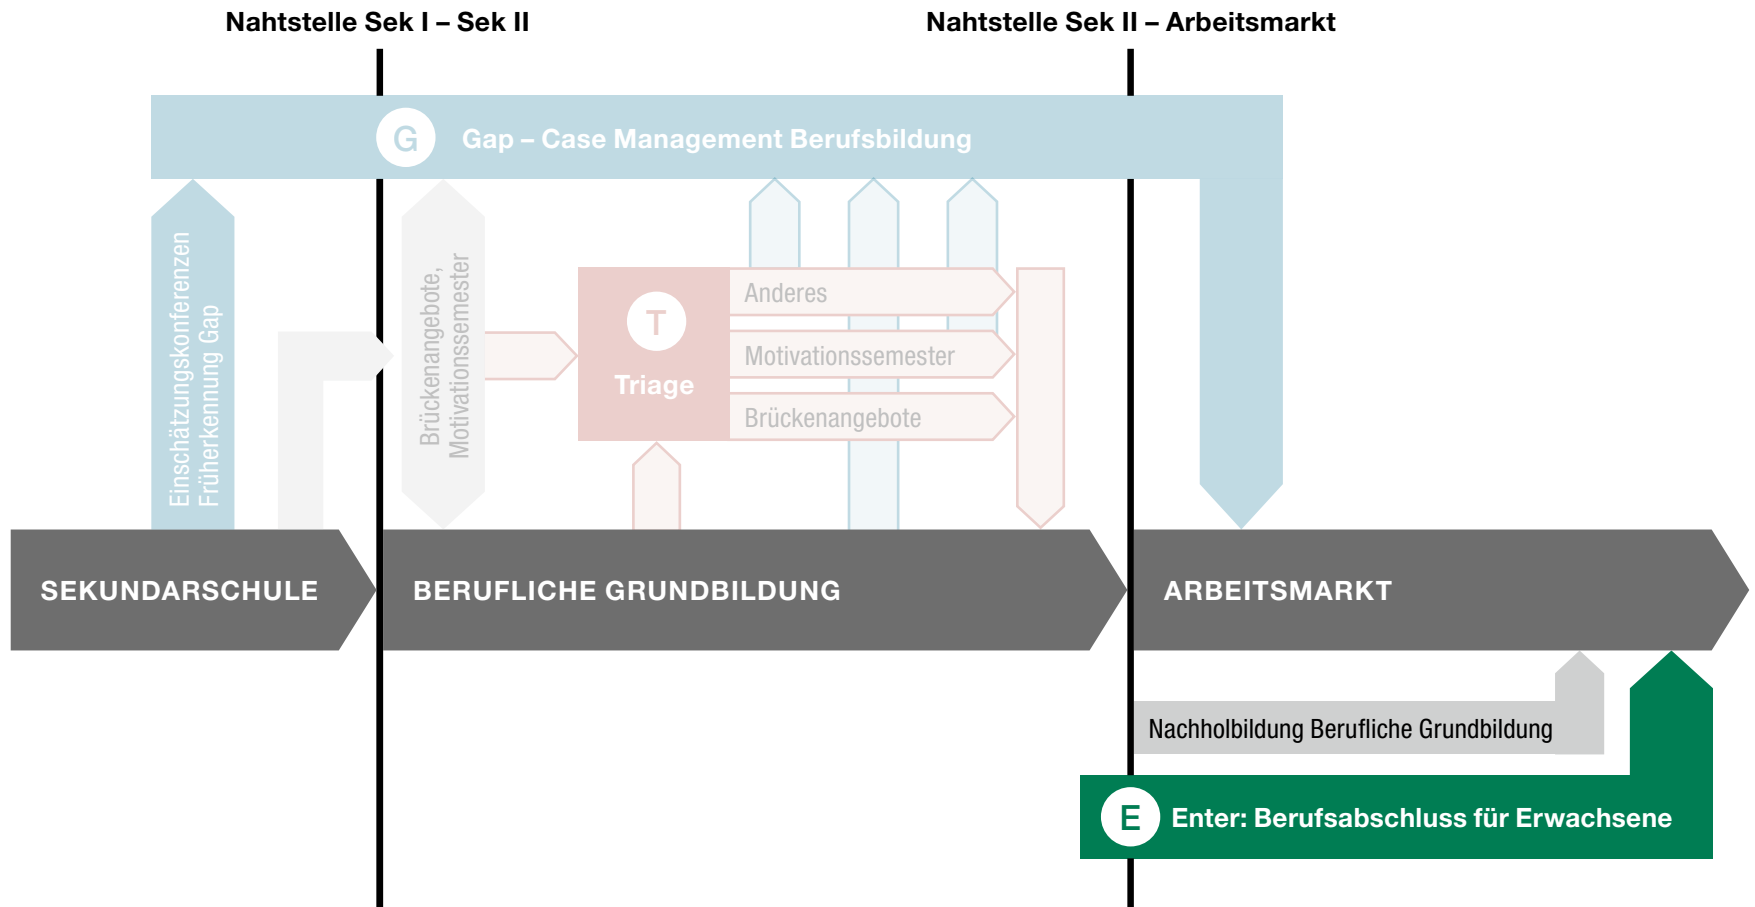 Nahtstelle Sek I – Sek II
Nahtstelle Sek II – Arbeitsmarkt
G
Gap – Case Management Berufsbildung
Einschätzungskonferenzen
Früherkennung Gap
Brückenangebote,
Motivationssemester
T
Triage
Anderes
Motivationssemester
Brückenangebote
SEKUNDARSCHULE
BERUFLICHE GRUNDBILDUNG
ARBEITSMARKT
Nachholbildung Berufliche Grundbildung
E
Enter: Berufsabschluss für Erwachsene